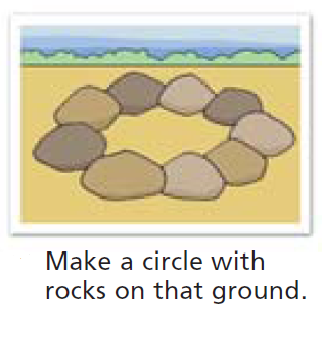 Make a circle with
rocks on that ground.